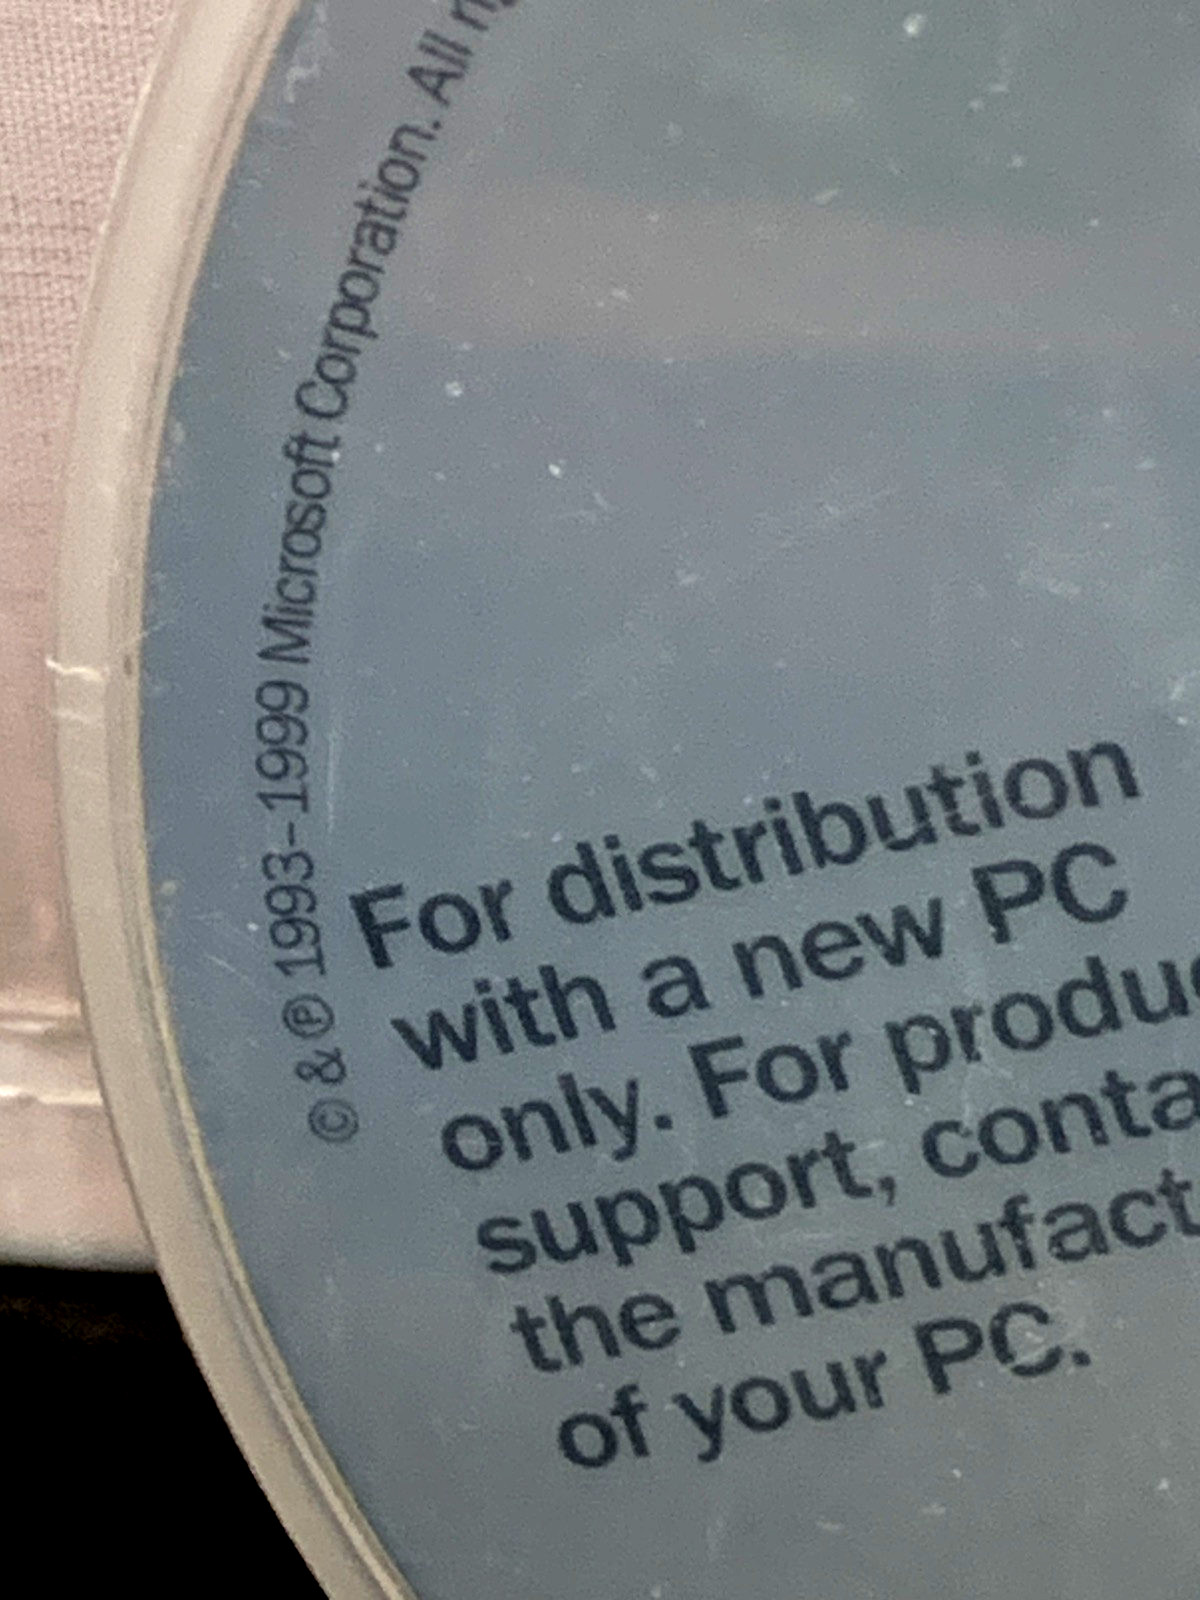 © & ℗ 1993-1999 Microsoft Corporation. All
For distribution
with a new PC
only. For
support,
the
of your PC.